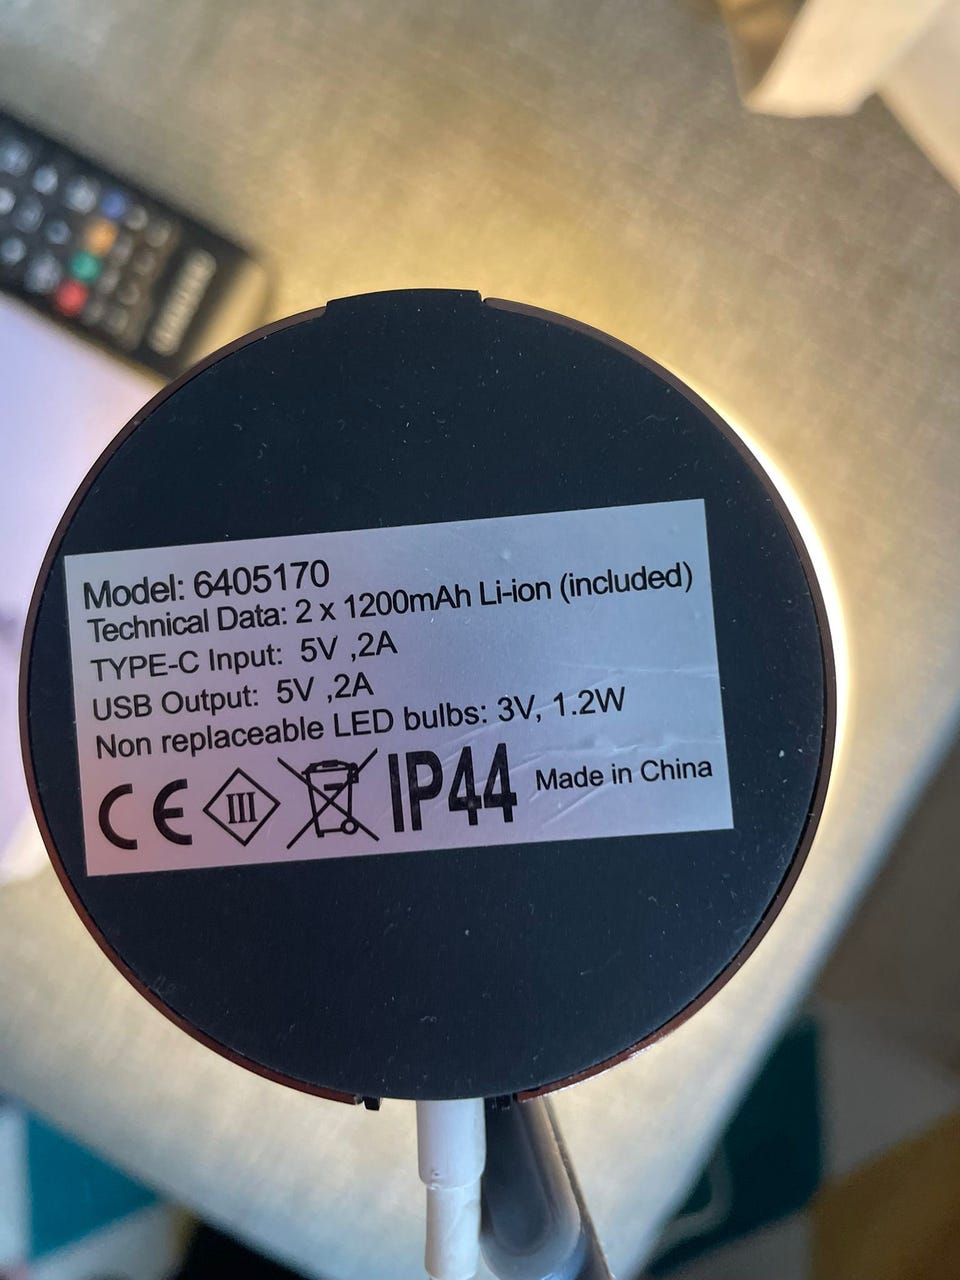 Model: 6405170
Technical Data: 2 x 1200mAh Li-ion (included)
TYPE-C Input: 5V ,2A
USB Output: 5V ,2A
Non replaceable LED bulbs: 3V, 1.2W
CE III IP44 Made in China
SAMSUNG